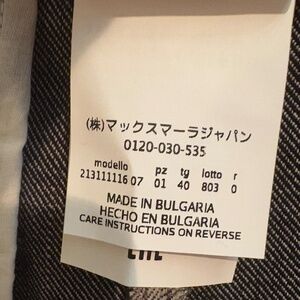 (株)マックスマーラジャパン
0120-030-535
modello pz tg lotto r
213111116 07 01 40 803 0
MADE IN BULGARIA
HECHO EN BULGARIA
CARE INSTRUCTIONS ON REVERSE